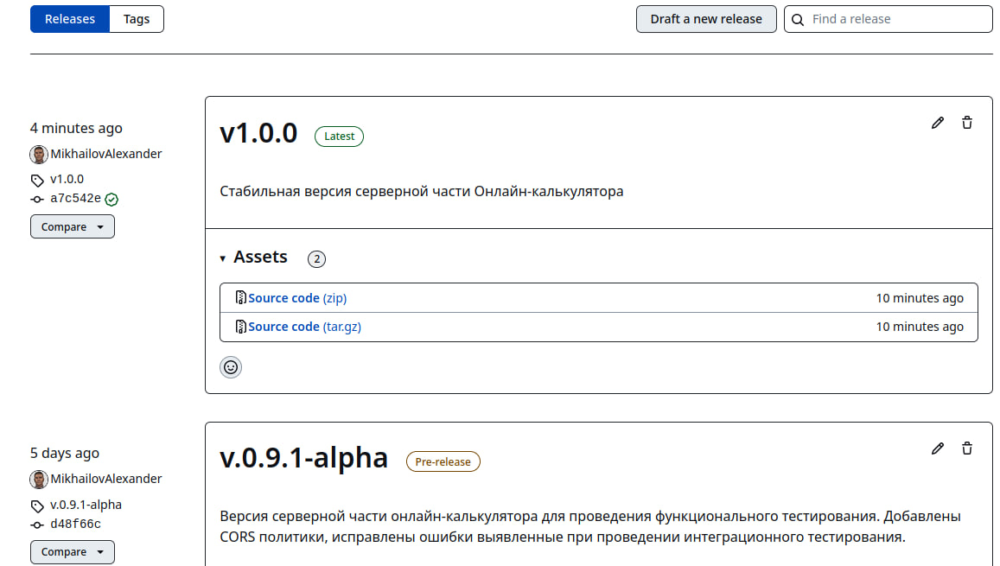 Releases
Tags
Draft a new release
Find a release
4 minutes ago
MikhailovAlexander
v1.0.0
a7c542e
Compare
v1.0.0 Latest
Стабильная версия серверной части Онлайн-калькулятора
Assets 2
Source code (zip) 10 minutes ago
Source code (tar.gz) 10 minutes ago
5 days ago
MikhailovAlexander
v.0.9.1-alpha
d48f66c
Compare
v.0.9.1-alpha Pre-release
Версия серверной части онлайн-калькулятора для проведения функционального тестирования. Добавлены
CORS политики, исправлены ошибки выявленные при проведении интеграционного тестирования.